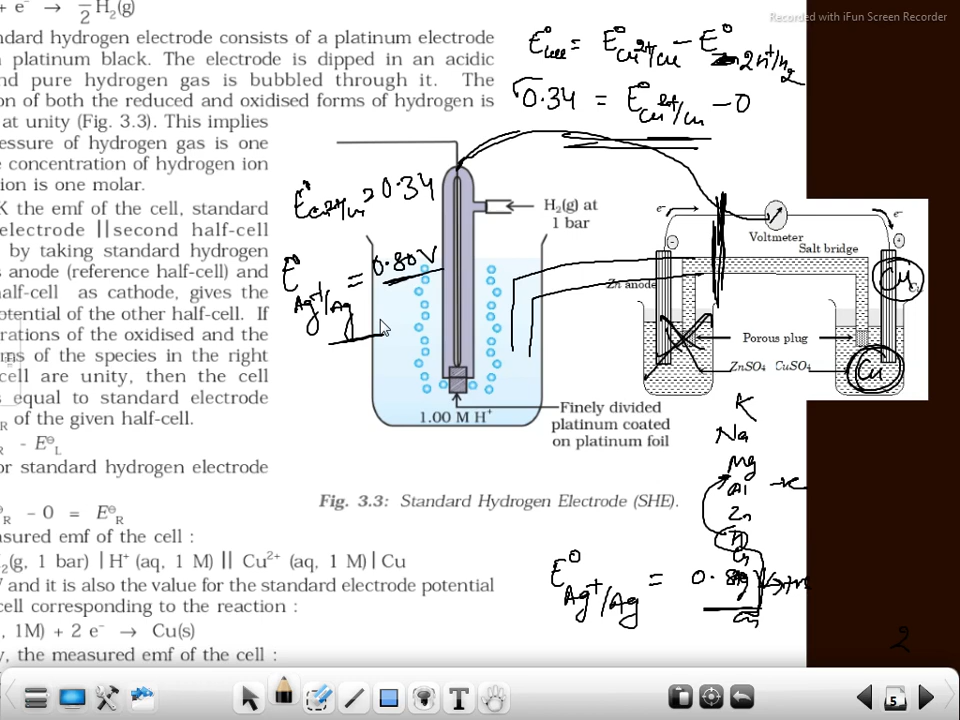 + e⁻ → ½H₂(g)
ndard hydrogen electrode consists of a platinum electrode
platinum black. The electrode is dipped in an acidic
nd pure hydrogen gas is bubbled through it. The
on of both the reduced and oxidised forms of hydrogen is
at unity (Fig. 3.3). This implies
essure of hydrogen gas is one
e concentration of hydrogen ion
ion is one molar.
K the emf of the cell, standard
electrode ||second half-cell
by taking standard hydrogen
s anode (reference half-cell) and
alf-cell as cathode, gives the
otential of the other half-cell. If
rations of the oxidised and the
ms of the species in the right
cell are unity, then the cell
s equal to standard electrode
R of the given half-cell.
R - E⊖L
or standard hydrogen electrode
⊖R - 0 = E⊖R
asured emf of the cell :
₂(g, 1 bar) |H⁺ (aq, 1 M) || Cu²⁺ (aq, 1 M)|Cu
V and it is also the value for the standard electrode potential
cell corresponding to the reaction :
, 1M) + 2 e⁻ → Cu(s)
y, the measured emf of the cell :
Recorded with iFun Screen Recorder
E°cell = E°Cu²⁺/Cu - E°2H⁺/H₂
0.34 = E°Cu²⁺/Cu - 0
E°Cu²⁺/Cu = 0.34
E°Ag⁺/Ag = 0.80V
H₂(g) at
1 bar
1.00 M H⁺
Finely divided
platinum coated
on platinum foil
Fig. 3.3: Standard Hydrogen Electrode (SHE).
e⁻
e⁻
-
+
Voltmeter
Salt bridge
Zn anode
Cu
Porous plug
ZnSO₄ CuSO₄
Cu
K
Na
Mg
Al
Zn
H
E°Ag⁺/Ag = 0.8
2
T
5